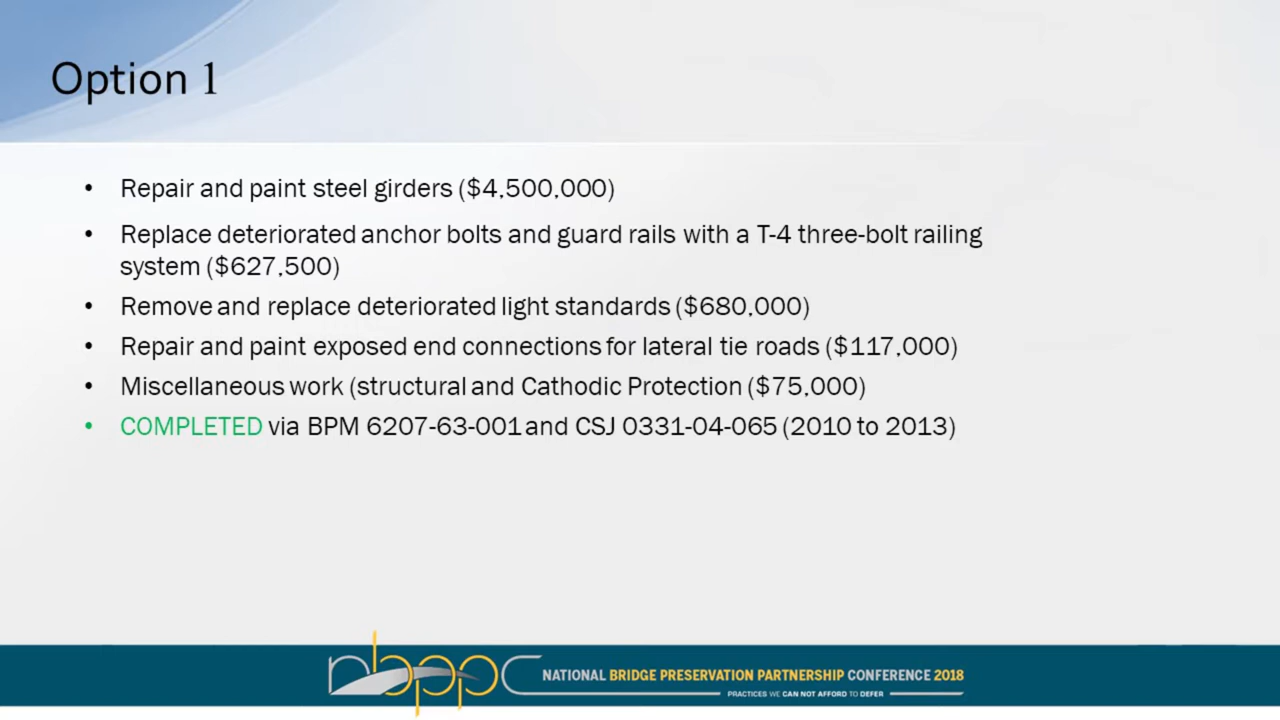 Option 1
• Repair and paint steel girders ($4,500,000)
• Replace deteriorated anchor bolts and guard rails with a T-4 three-bolt railing
system ($627,500)
• Remove and replace deteriorated light standards ($680,000)
• Repair and paint exposed end connections for lateral tie roads ($117,000)
• Miscellaneous work (structural and Cathodic Protection ($75,000)
• COMPLETED via BPM 6207-63-001 and CSJ 0331-04-065 (2010 to 2013)
nbppc
NATIONAL BRIDGE PRESERVATION PARTNERSHIP CONFERENCE 2018
PRACTICES WE CAN NOT AFFORD TO DEFER